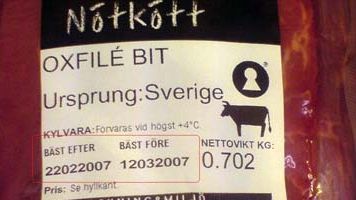 Nötkött
OXFILÉ BIT
Ursprung:Sverige
KYLVARA: Förvaras vid högst +4°C.
BÄST EFTER BÄST FÖRE NETTOVIKT KG:
22022007 12032007 0.702
Pris: Se hyllkant.